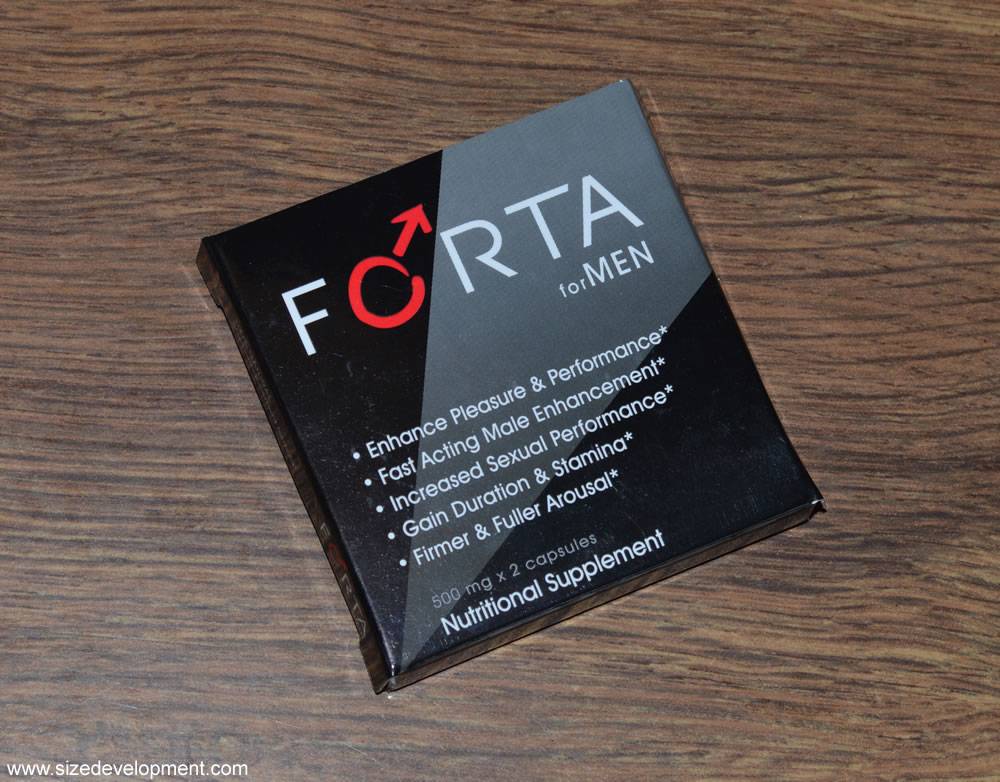 FORTA
forMEN
• Enhance Pleasure & Performance*
• Fast Acting Male Enhancement*
• Increased Sexual Performance*
• Gain Duration & Stamina*
• Firmer & Fuller Arousal*
500 mg x 2 capsules
Nutritional Supplement
FORTA
www.sizedevelopment.com